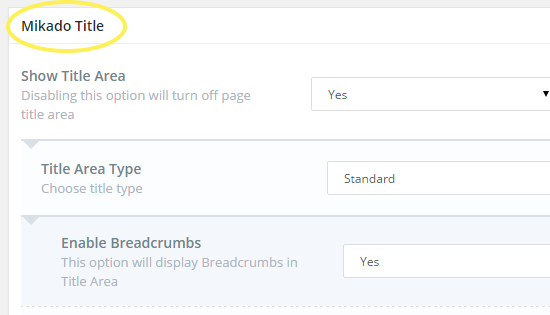 Mikado Title
Show Title Area
Disabling this option will turn off page
title area
Yes
Title Area Type
Choose title type
Standard
Enable Breadcrumbs
This option will display Breadcrumbs in
Title Area
Yes